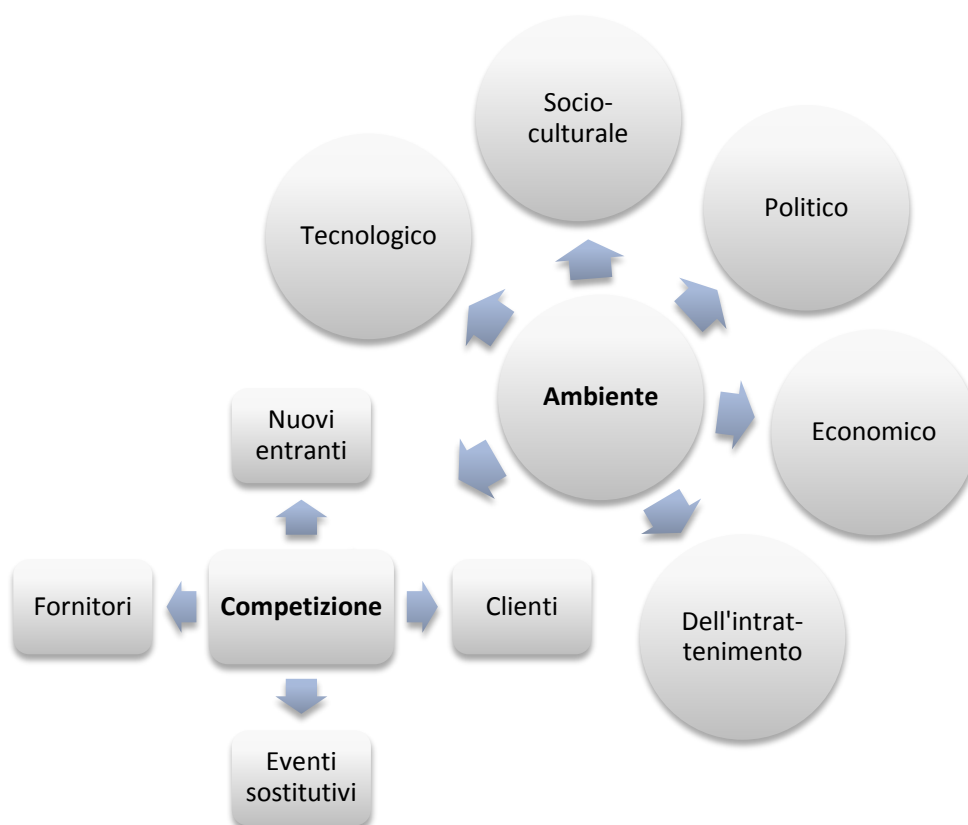 Socio-
culturale
Politico
Tecnologico
Ambiente
Economico
Nuovi
entranti
Fornitori
Competizione
Clienti
Dell'intrat-
tenimento
Eventi
sostitutivi